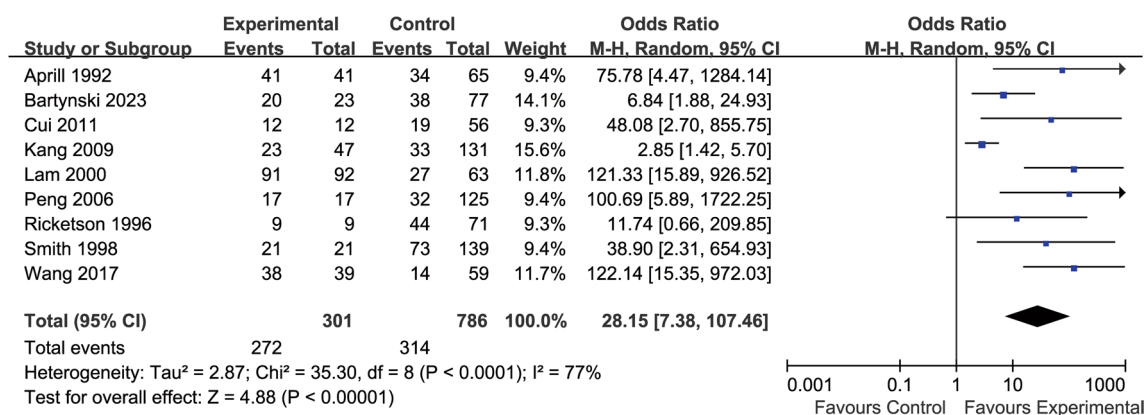 Experimental Control Odds Ratio Odds Ratio
Study or Subgroup Events Total Events Total Weight M-H, Random, 95% CI M-H, Random, 95% CI
Aprill 1992 41 41 34 65 9.4% 75.78 [4.47, 1284.14]
Bartynski 2023 20 23 38 77 14.1% 6.84 [1.88, 24.93]
Cui 2011 12 12 19 56 9.3% 48.08 [2.70, 855.75]
Kang 2009 23 47 33 131 15.6% 2.85 [1.42, 5.70]
Lam 2000 91 92 27 63 11.8% 121.33 [15.89, 926.52]
Peng 2006 17 17 32 125 9.4% 100.69 [5.89, 1722.25]
Ricketson 1996 9 9 44 71 9.3% 11.74 [0.66, 209.85]
Smith 1998 21 21 73 139 9.4% 38.90 [2.31, 654.93]
Wang 2017 38 39 14 59 11.7% 122.14 [15.35, 972.03]
Total (95% CI) 301 786 100.0% 28.15 [7.38, 107.46]
Total events 272 314
Heterogeneity: Tau² = 2.87; Chi² = 35.30, df = 8 (P < 0.0001); I² = 77%
Test for overall effect: Z = 4.88 (P < 0.00001)
0.001 0.1 1 10 1000
Favours Control Favours Experimental